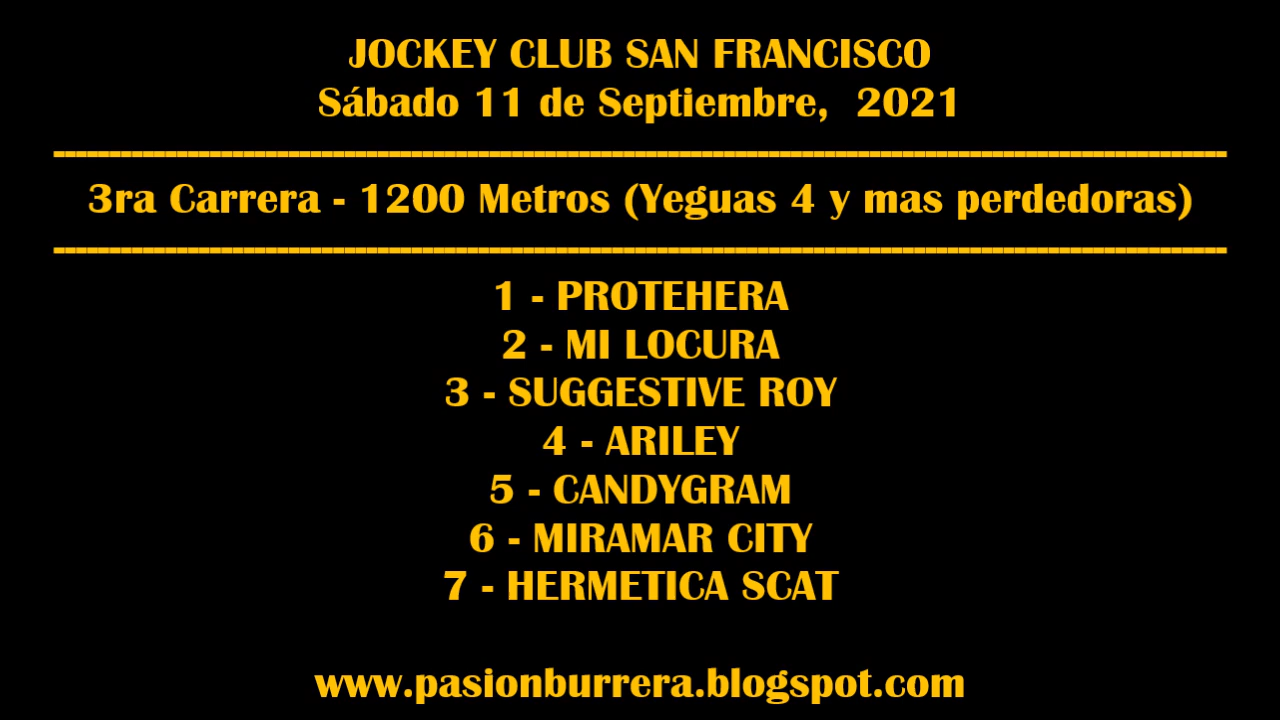 JOCKEY CLUB SAN FRANCISCO
Sábado 11 de Septiembre,  2021
3ra Carrera - 1200 Metros (Yeguas 4 y mas perdedoras)
1 - PROTEHERA
2 - MI LOCURA
3 - SUGGESTIVE ROY
4 - ARILEY
5 - CANDYGRAM
6 - MIRAMAR CITY
7 - HERMETICA SCAT
www.pasionburrera.blogspot.com